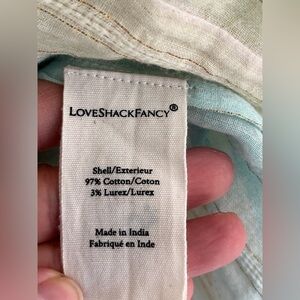 LOVESHACKFANCY®
Shell/Exterieur
97% Cotton/Coton
3% Lurex/Lurex
Made in India
Fabriqué en Inde